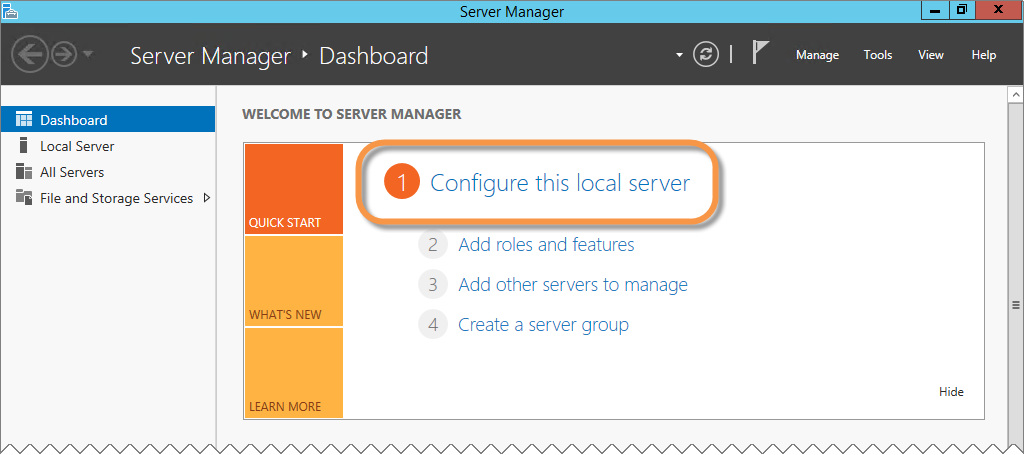 Server Manager
Server Manager ‣ Dashboard
Manage Tools View Help
Dashboard
Local Server
All Servers
File and Storage Services
WELCOME TO SERVER MANAGER
QUICK START
WHAT'S NEW
LEARN MORE
1 Configure this local server
2 Add roles and features
3 Add other servers to manage
4 Create a server group
Hide